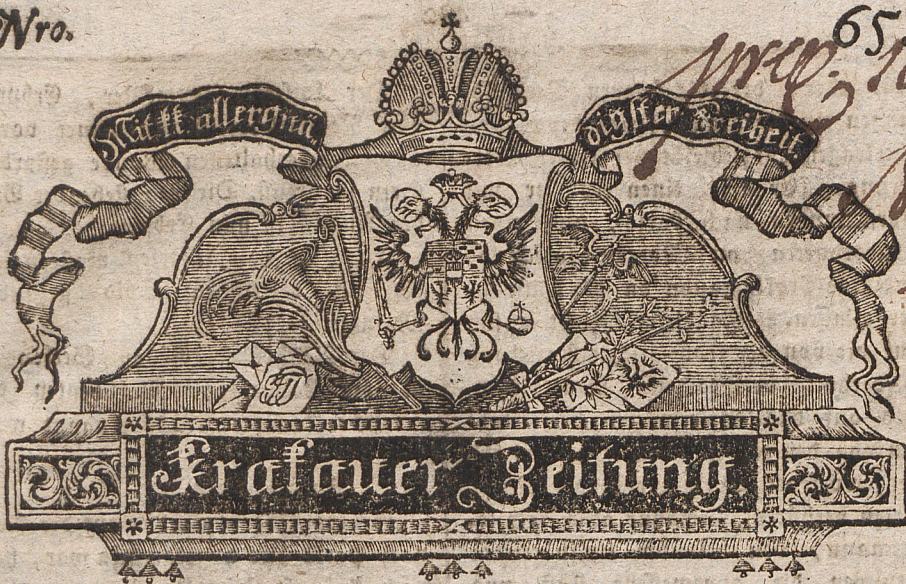 Nro. 65.
Mit kk allergnä
digster Freiheit.
Krakauer Zeitung.